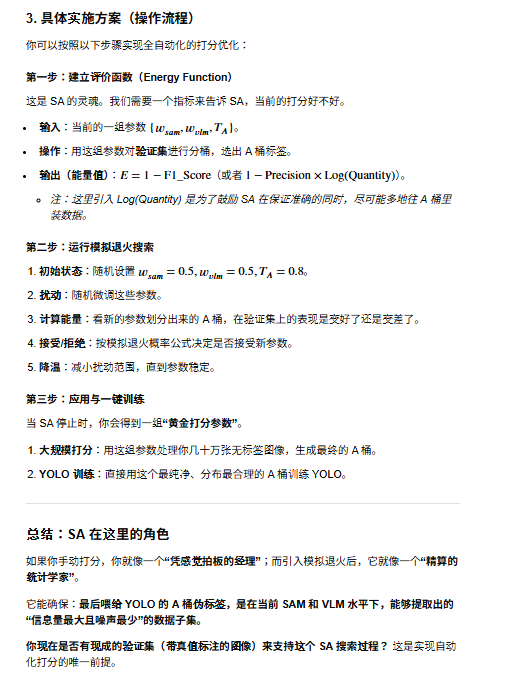 3. 具体实施方案（操作流程）
你可以按照以下步骤实现全自动化的打分优化：
第一步：建立评价函数（Energy Function）
这是 SA 的灵魂。我们需要一个指标来告诉 SA，当前的打分好不好。
• 输入：当前的一组参数 {w_sam, w_vlm, T_A}。
• 操作：用这组参数对验证集进行分桶，选出 A 桶标签。
• 输出（能量值）：E = 1 − F1_Score（或者 1 − Precision × Log(Quantity)）。
◦ 注：这里引入 Log(Quantity) 是为了鼓励 SA 在保证准确的同时，尽可能多地往 A 桶里
装数据。
第二步：运行模拟退火搜索
1. 初始状态：随机设置 w_sam = 0.5, w_vlm = 0.5, T_A = 0.8。
2. 扰动：随机微调这些参数。
3. 计算能量：看新的参数划分出来的 A 桶，在验证集上的表现是变好了还是变差了。
4. 接受/拒绝：按模拟退火概率公式决定是否接受新参数。
5. 降温：减小扰动范围，直到参数稳定。
第三步：应用与一键训练
当 SA 停止时，你会得到一组“黄金打分参数”。
1. 大规模打分：用这组参数处理你几十万张无标签图像，生成最终的 A 桶。
2. YOLO 训练：直接用这个最纯净、分布最合理的 A 桶训练 YOLO。
总结：SA 在这里的角色
如果你手动打分，你就像一个“凭感觉拍板的经理”；而引入模拟退火后，它就像一个“精算的
统计学家”。
它能确保：最后喂给 YOLO 的 A 桶伪标签，是在当前 SAM 和 VLM 水平下，能够提取出的
“信息量最大且噪声最少”的数据子集。
你现在是否有现成的验证集（带真值标注的图像）来支持这个 SA 搜索过程？ 这是实现自动
化打分的唯一前提。